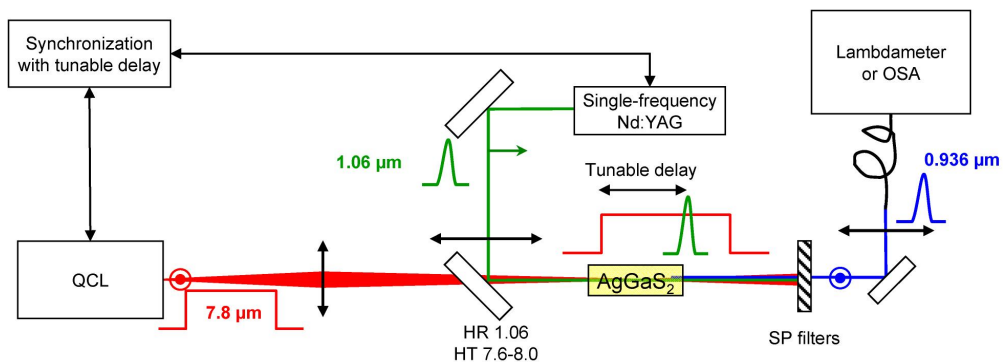 Synchronization
with tunable delay
Lambdameter
or OSA
Single-frequency
Nd:YAG
1.06 µm
Tunable delay
0.936 µm
QCL
7.8 µm
AgGaS₂
HR 1.06
HT 7.6-8.0
SP filters